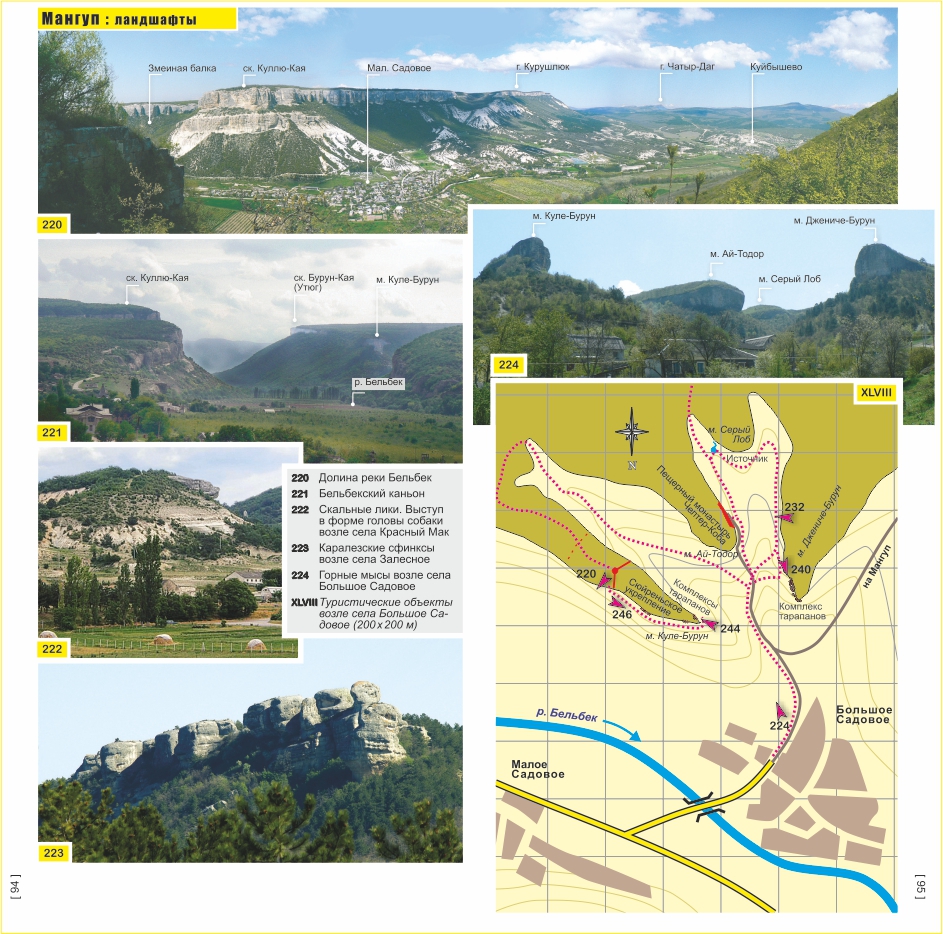 Мангуп : ландшафты
Змеиная балка
ск. Куллю-Кая
Мал. Садовое
г. Курушлюк
г. Чатыр-Даг
Куйбышево
220
м. Куле-Бурун
м. Джениче-Бурун
м. Ай-Тодор
м. Серый Лоб
224
ск. Куллю-Кая
ск. Бурун-Кая
(Утюг)
м. Куле-Бурун
р. Бельбек
221
222
220 Долина реки Бельбек
221 Бельбекский каньон
222 Скальные лики. Выступ
в форме головы собаки
возле села Красный Мак
223 Каралезские сфинксы
возле села Залесное
224 Горные мысы возле села
Большое Садовое
XLVIII Туристические объекты
возле села Большое Са-
довое (200 x 200 м)
223
XLVIII
м. Серый
Лоб
Источник
N
Пещерный монастырь
Челтер-Коба
232
м. Джениче-Бурун
м. Ай-Тодор
240
на Мангуп
220
Сюйреньское
укрепление
Комплексы
тарапанов
Комплекс
тарапанов
246
244
м. Куле-Бурун
224
Большое
Садовое
р. Бельбек
Малое
Садовое
[ 94 ]
[ 95 ]